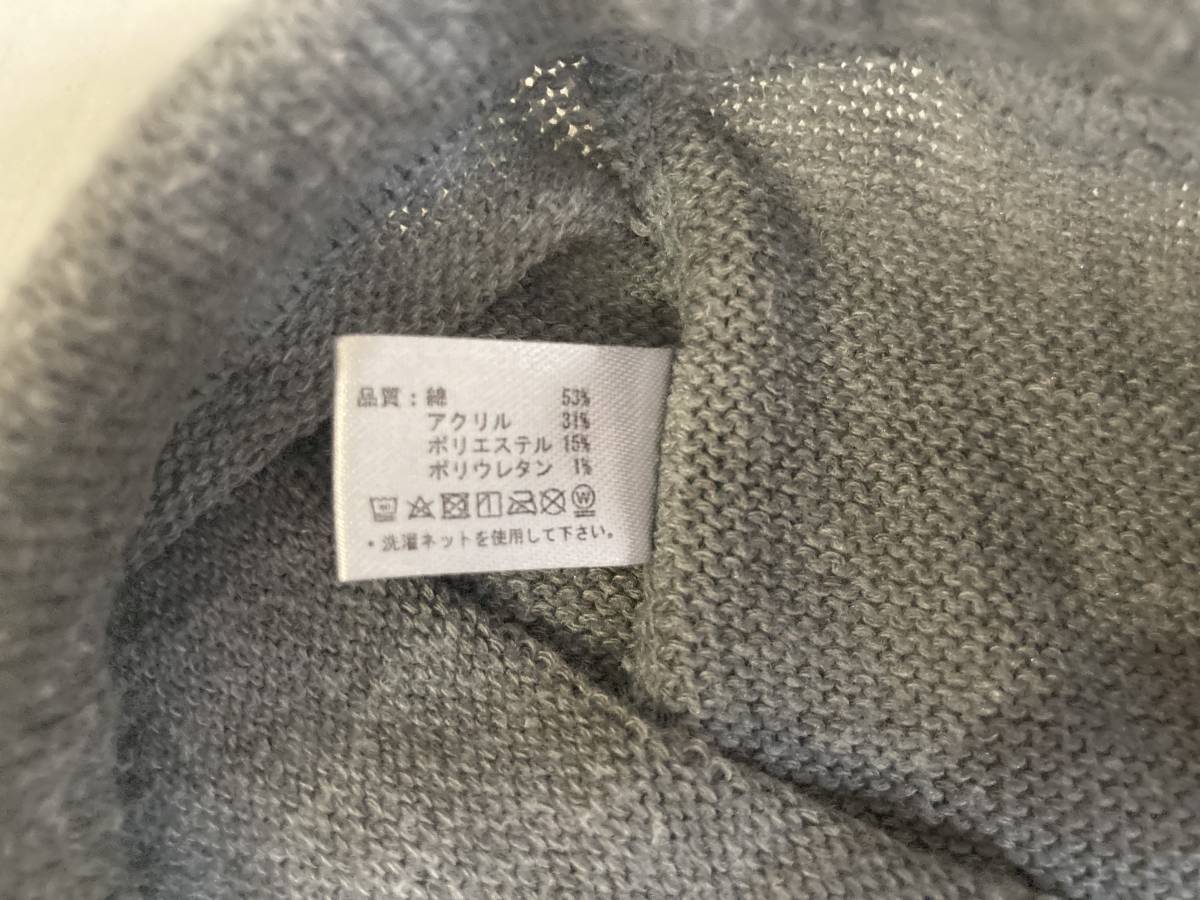 品質：綿 53%
アクリル 31%
ポリエステル 15%
ポリウレタン 1%
W
・洗濯ネットを使用して下さい。